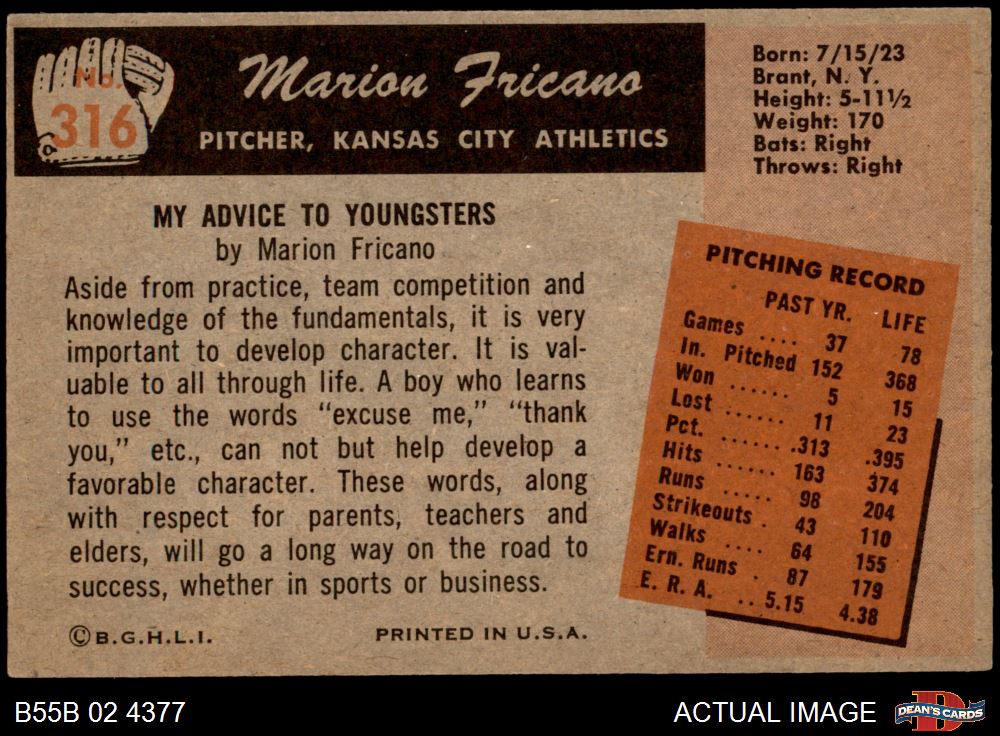 No.
316
Marion Fricano
PITCHER, KANSAS CITY ATHLETICS
Born: 7/15/23
Brant, N. Y.
Height: 5-11½
Weight: 170
Bats: Right
Throws: Right
MY ADVICE TO YOUNGSTERS
by Marion Fricano
Aside from practice, team competition and
knowledge of the fundamentals, it is very
important to develop character. It is val-
uable to all through life. A boy who learns
to use the words “excuse me,” “thank
you,” etc., can not but help develop a
favorable character. These words, along
with respect for parents, teachers and
elders, will go a long way on the road to
success, whether in sports or business.
©B.G.H.L.I. PRINTED IN U.S.A.
PITCHING RECORD
PAST YR. LIFE
Games .... 37 78
In. Pitched 152 368
Won ...... 5 15
Lost ...... 11 23
Pct. ...... .313 .395
Hits ...... 163 374
Runs ..... 98 204
Strikeouts . 43 110
Walks .... 64 155
Ern. Runs . 87 179
E. R. A. .. 5.15 4.38
B55B 02 4377
ACTUAL IMAGE
DEAN'S CARDS